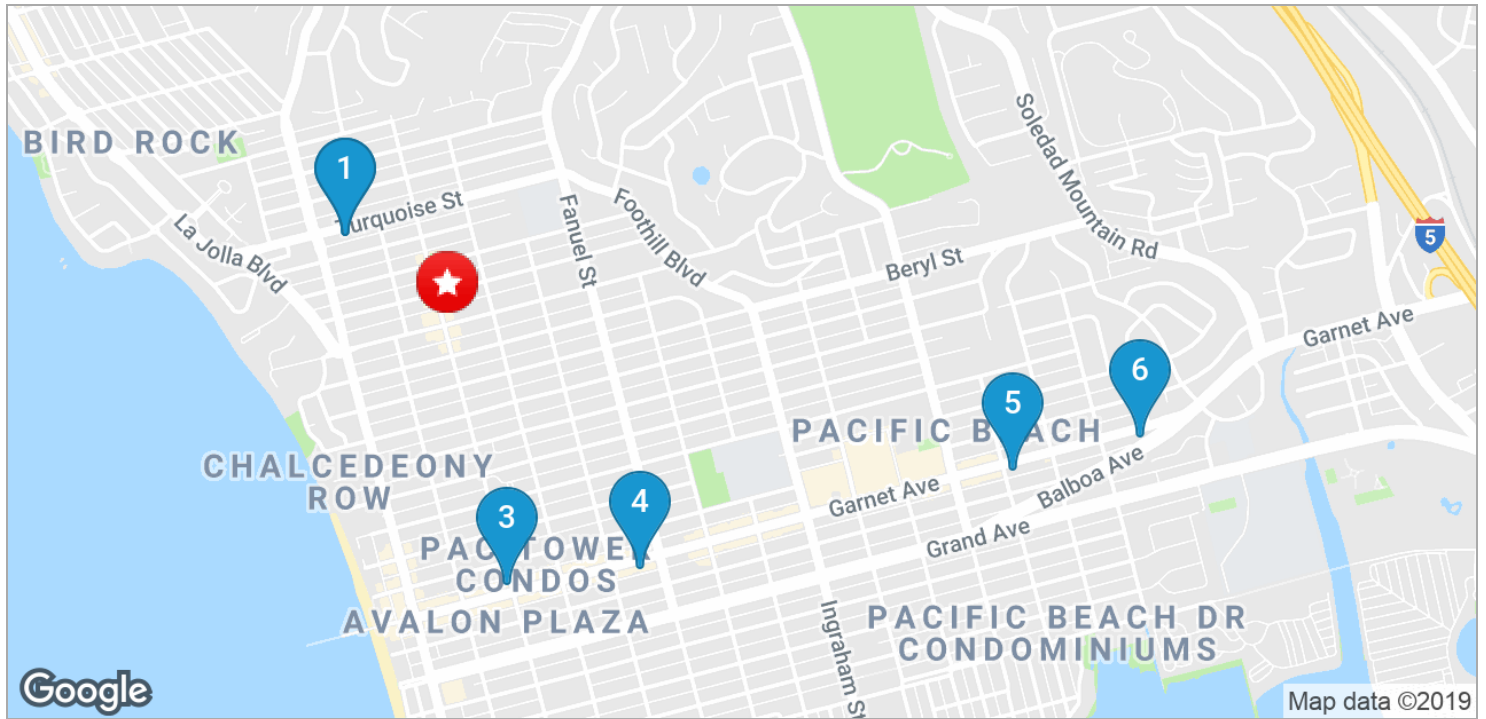 BIRD ROCK
1
Turquoise St
La Jolla Blvd
Fanuel St
Foothill Blvd
Soledad Mountain Rd
5
Beryl St
Garnet Ave
6
5
PACIFIC BEACH
CHALCEDEONY
ROW
3
4
Garnet Ave
Balboa Ave
Grand Ave
PAC TOWER
CONDOS
AVALON PLAZA
Ingraham St
PACIFIC BEACH DR
CONDOMINIUMS
Google
Map data ©2019